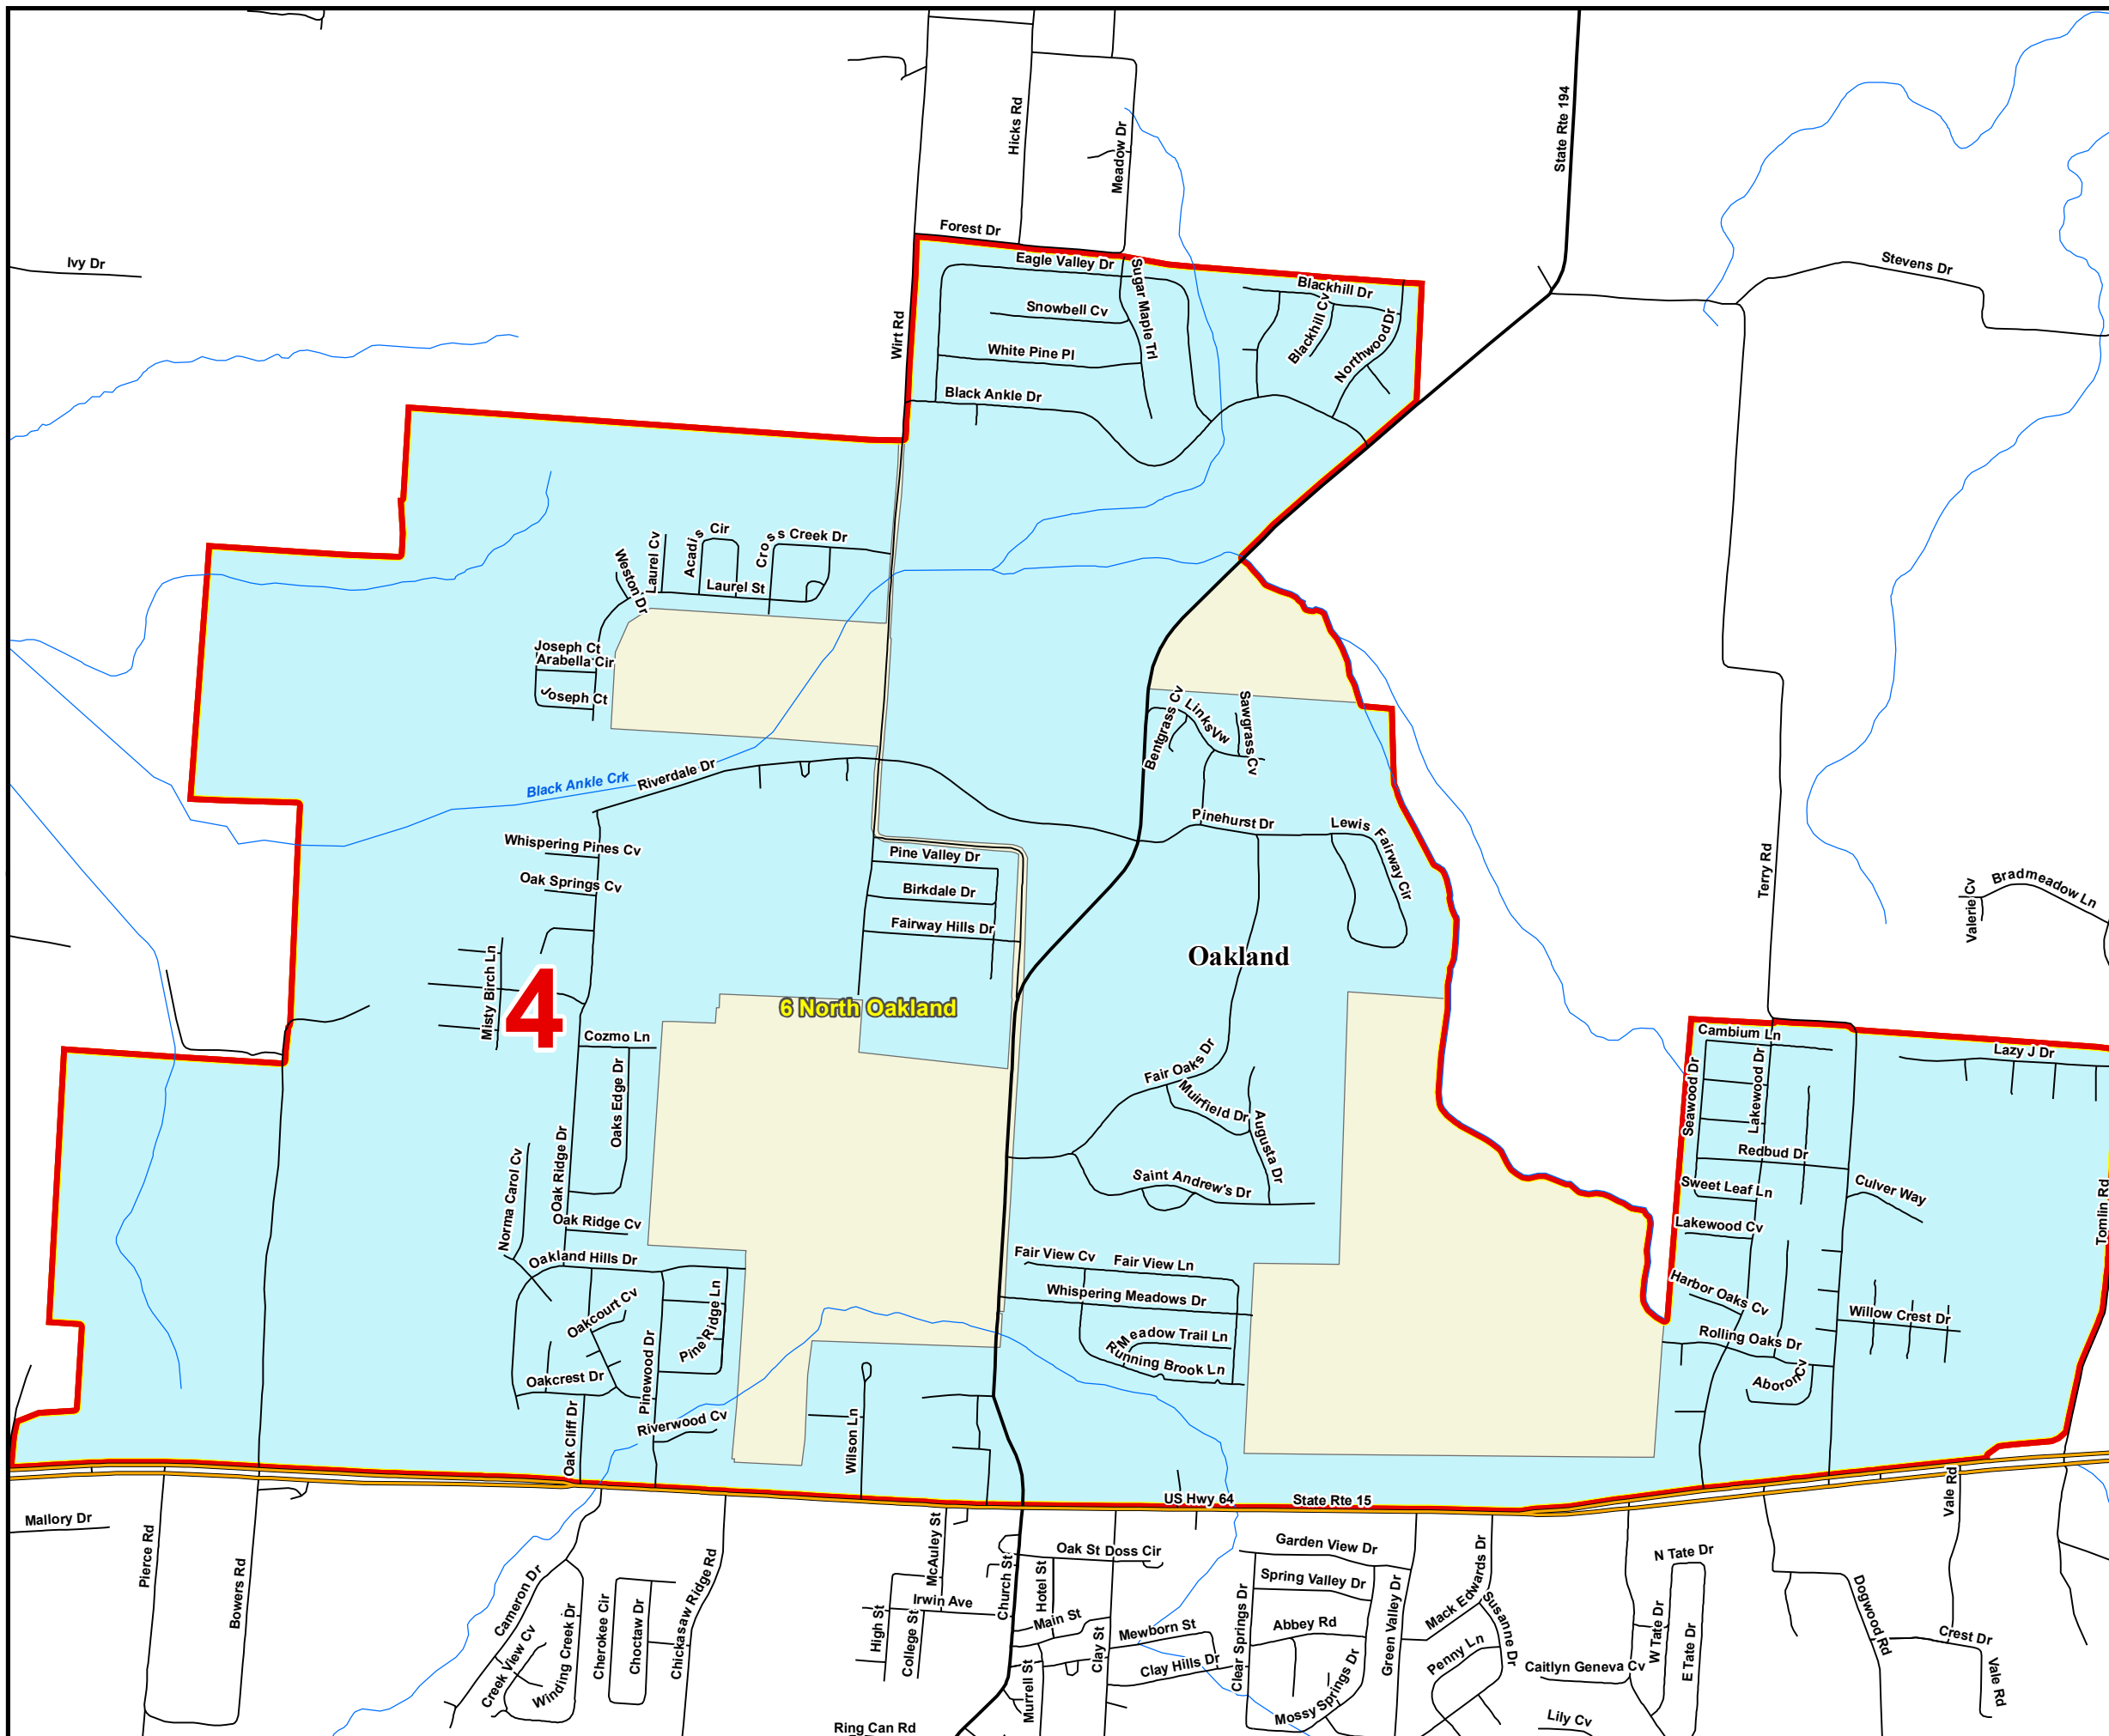 Hicks Rd
Meadow Dr
State Rte 194
Forest Dr
Ivy Dr
Eagle Valley Dr
Sugar Maple Trl
Stevens Dr
Blackhill Dr
Snowbell Cv
Blackhill Cv
Wirt Rd
Northwood Dr
White Pine Pl
Black Ankle Dr
Weston Dr
Laurel Cv
Acadis Cir
Cross s Creek Dr
Laurel St
Joseph Ct
Arabella Cir
Joseph Ct
Bentgrass Cv
Links Vw
Sawgrass Cv
Black Ankle Crk
Riverdale Dr
Pinehurst Dr
Lewis Fairway Cir
Whispering Pines Cv
Pine Valley Dr
Terry Rd
Oak Springs Cv
Birkdale Dr
Valerie Cv
Bradmeadow Ln
Fairway Hills Dr
Misty Birch Ln
Oakland
4
6 North Oakland
Cozmo Ln
Cambium Ln
Lazy J Dr
Oaks Edge Dr
Fair Oaks Dr
Muirfield Dr
Augusta Dr
Seawood Dr
Lakewood Dr
Redbud Dr
Norma Carol Cv
Oak Ridge Dr
Saint Andrew's Dr
Sweet Leaf Ln
Culver Way
Tomlin Rd
Oak Ridge Cv
Lakewood Cv
Oakland Hills Dr
Fair View Cv
Fair View Ln
Harbor Oaks Cv
Whispering Meadows Dr
Willow Crest Dr
Oakcourt Cv
Pine Ridge Ln
Meadow Trail Ln
Rolling Oaks Dr
Running Brook Ln
Oakcrest Dr
Pinewood Dr
Aboron Cv
Oak Cliff Dr
Riverwood Cv
Wilson Ln
US Hwy 64
State Rte 15
Vale Rd
Mallory Dr
Pierce Rd
Bowers Rd
Cameron Dr
Creek View Cv
Winding Creek Dr
Cherokee Cir
Choctaw Dr
Chickasaw Ridge Rd
McAuley St
High St
College St
Irwin Ave
Church St
Hotel St
Oak St
Doss Cir
Main St
Murrell St
Clay St
Mewborn St
Clay Hills Dr
Ring Can Rd
Garden View Dr
Spring Valley Dr
Clear Springs Dr
Abbey Rd
Mossy Springs Dr
Green Valley Dr
Mack Edwards Dr
Susanne Dr
Penny Ln
Caitlyn Geneva Cv
Lily Cv
N Tate Dr
W Tate Dr
E Tate Dr
Dogwood Rd
Crest Dr
Vale Rd